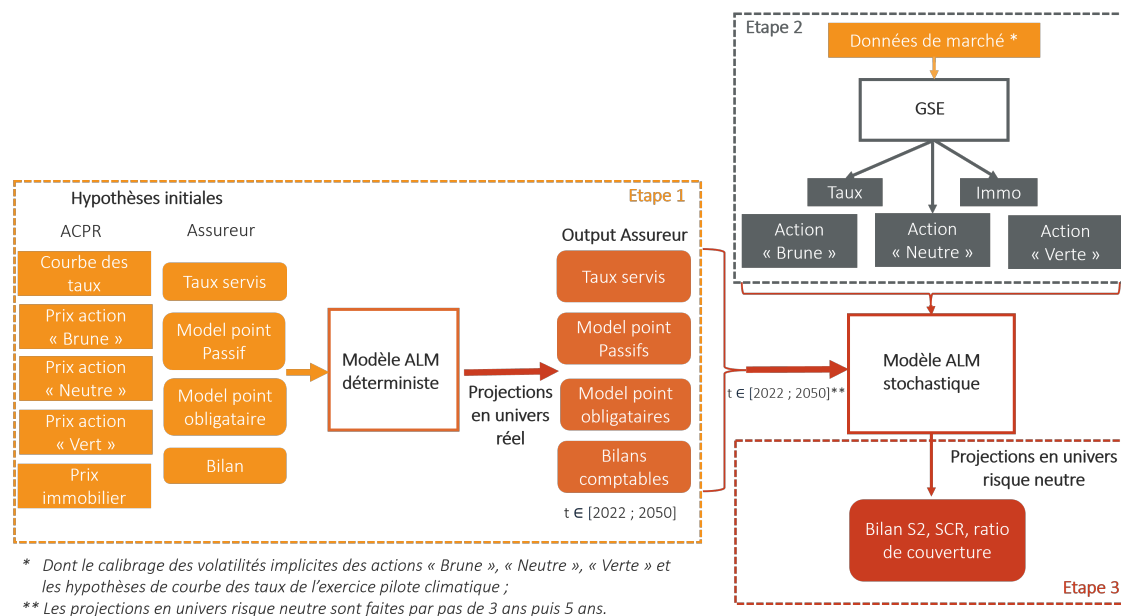 Etape 2
Données de marché *
GSE
Taux
Immo
Action
« Brune »
Action
« Neutre »
Action
« Verte »
Hypothèses initiales
Etape 1
ACPR
Assureur
Output Assureur
Courbe des
taux
Prix action
« Brune »
Prix action
« Neutre »
Prix action
« Vert »
Prix
immobilier
Taux servis
Model point
Passif
Model point
obligataire
Bilan
Modèle ALM
déterministe
Projections
en univers
réel
Taux servis
Model point
Passifs
Model point
obligataires
Bilans
comptables
t ∈ [2022 ; 2050]
t ∈ [2022 ; 2050]**
Modèle ALM
stochastique
Projections en univers
risque neutre
Bilan S2, SCR, ratio
de couverture
Etape 3
* Dont le calibrage des volatilités implicites des actions « Brune », « Neutre », « Verte » et
les hypothèses de courbe des taux de l'exercice pilote climatique ;
** Les projections en univers risque neutre sont faites par pas de 3 ans puis 5 ans.